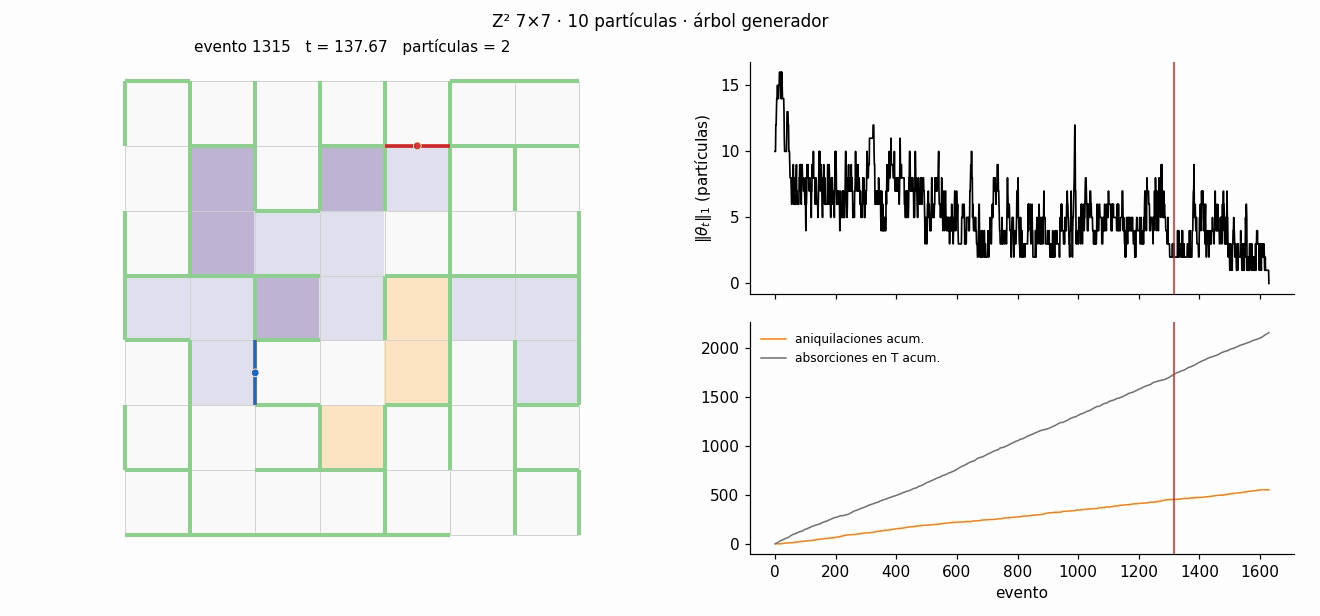 Z² 7×7 · 10 partículas · árbol generador
evento 1315   t = 137.67   partículas = 2
15
10
5
0
‖θₜ‖₁ (partículas)
2000
1500
1000
500
0
aniquilaciones acum.
absorciones en T acum.
0 200 400 600 800 1000 1200 1400 1600
evento